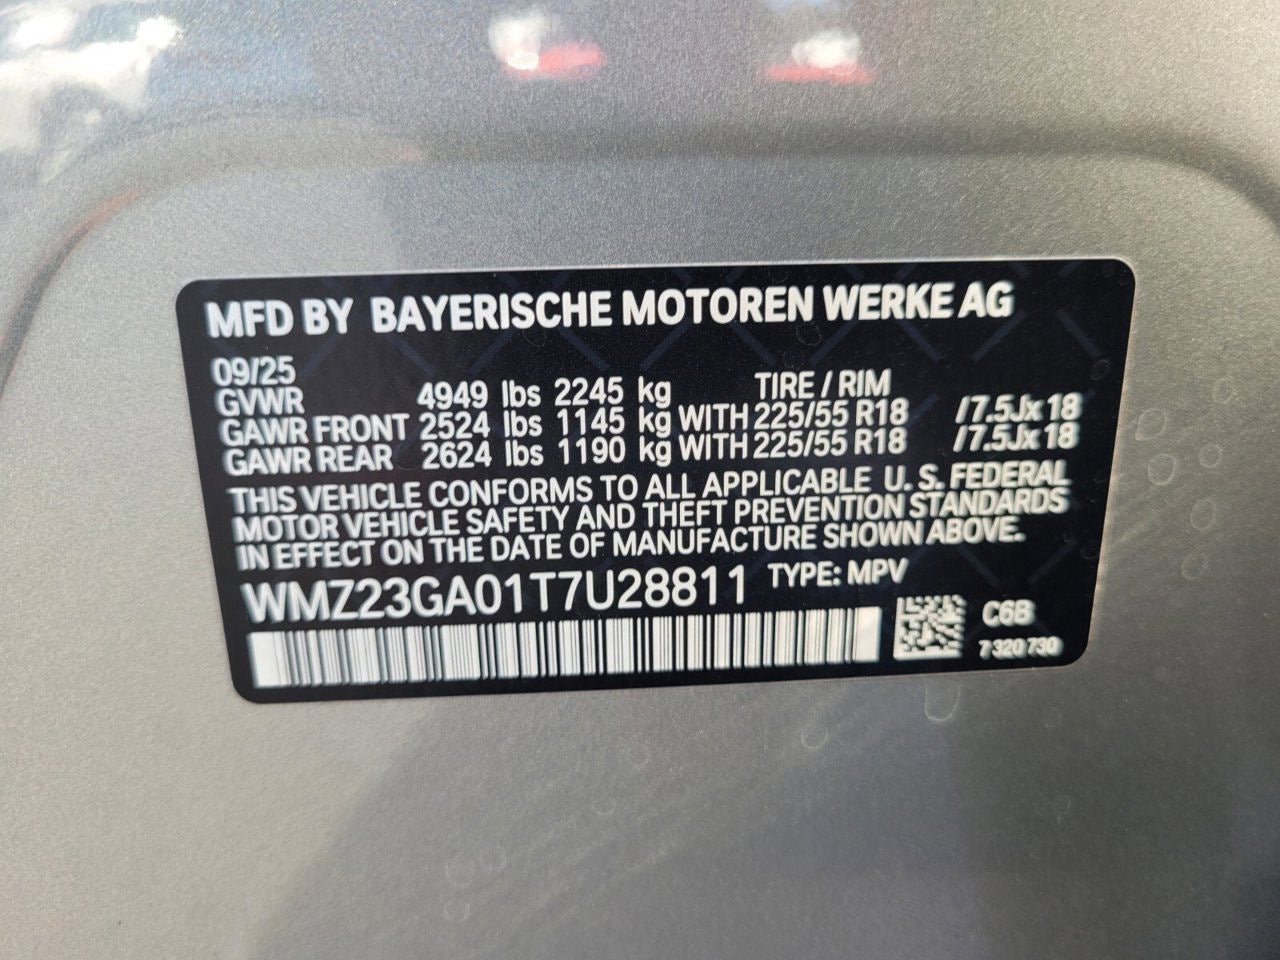 MFD BY BAYERISCHE MOTOREN WERKE AG
09/25
GVWR 4949 lbs 2245 kg TIRE / RIM
GAWR FRONT 2524 lbs 1145 kg WITH 225/55 R18 /7.5Jx18
GAWR REAR 2624 lbs 1190 kg WITH 225/55 R18 /7.5Jx18
THIS VEHICLE CONFORMS TO ALL APPLICABLE U. S. FEDERAL
MOTOR VEHICLE SAFETY AND THEFT PREVENTION STANDARDS
IN EFFECT ON THE DATE OF MANUFACTURE SHOWN ABOVE.
WMZ23GA01T7U28811 TYPE: MPV
C6B
7 320 730